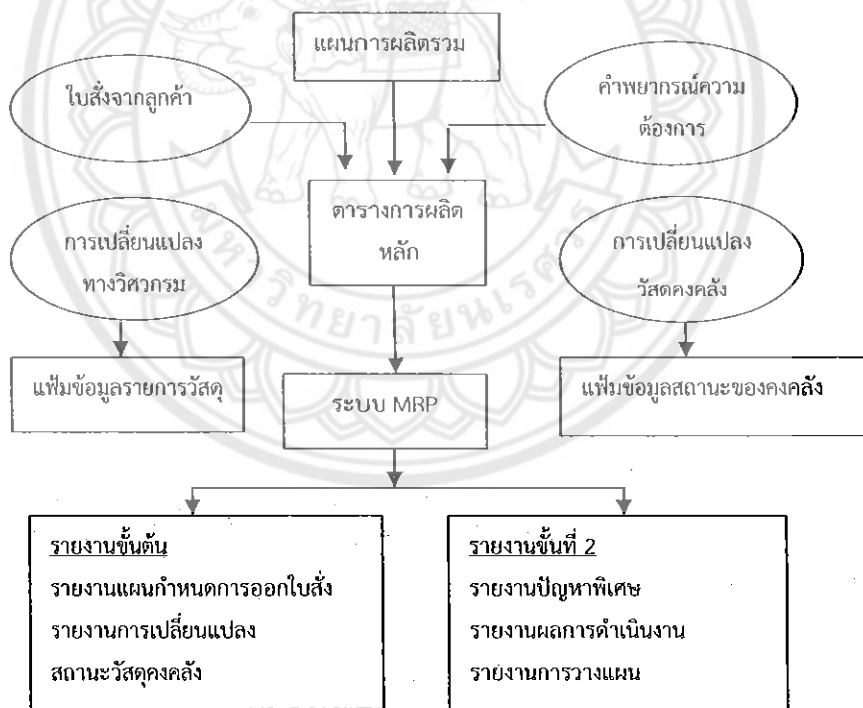 แผนการผลิตรวม
ใบสั่งจากลูกค้า
คำพยากรณ์ความ
ต้องการ
ตารางการผลิต
หลัก
การเปลี่ยนแปลง
ทางวิศวกรม
การเปลี่ยนแปลง
วัสดคงคลัง
แฟ้มข้อมูลรายการวัสดุ
ระบบ MRP
แฟ้มข้อมูลสถานะของคงคลัง
รายงานขั้นต้น
รายงานแผนกำหนดการออกใบสั่ง
รายงานการเปลี่ยนแปลง
สถานะวัสดุคงคลัง
รายงานขั้นที่ 2
รายงานปัญหาพิเศษ
รายงานผลการดำเนินงาน
รายงานการวางแผน